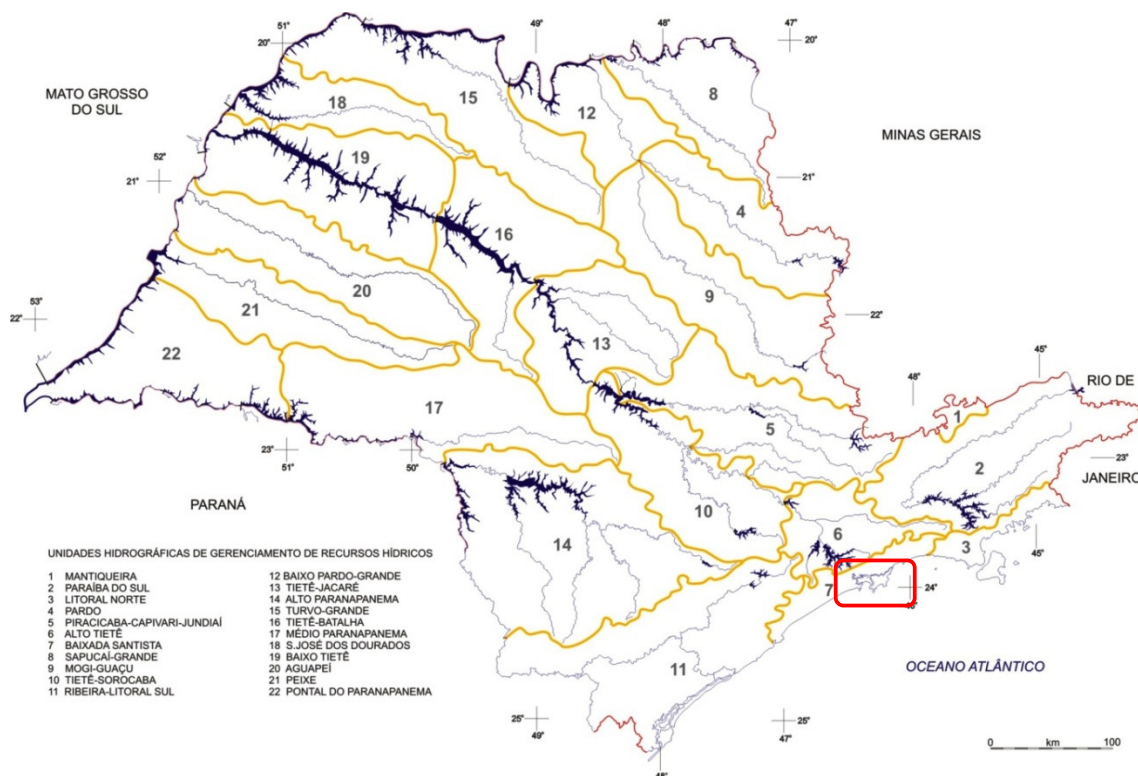 51°
20°
49°
48°
47°
20°
MATO GROSSO
DO SUL
18
15
12
8
MINAS GERAIS
52°
21°
19
21°
4
16
9
20
53°
22°
21
22°
13
22
45°
48°
RIO DE
1
17
5
23°
51°
50°
2
23°
JANEIRO
PARANÁ
10
6
14
3
45°
7
24°
46°
11
OCEANO ATLÂNTICO
25°
49°
25°
47°
48°
0 km 100
UNIDADES HIDROGRÁFICAS DE GERENCIAMENTO DE RECURSOS HÍDRICOS
1 MANTIQUEIRA
2 PARAÍBA DO SUL
3 LITORAL NORTE
4 PARDO
5 PIRACICABA-CAPIVARI-JUNDIAÍ
6 ALTO TIETÊ
7 BAIXADA SANTISTA
8 SAPUCAÍ-GRANDE
9 MOGI-GUAÇU
10 TIETÊ-SOROCABA
11 RIBEIRA-LITORAL SUL
12 BAIXO PARDO-GRANDE
13 TIETÊ-JACARÉ
14 ALTO PARANAPANEMA
15 TURVO-GRANDE
16 TIETÊ-BATALHA
17 MÉDIO PARANAPANEMA
18 S.JOSÉ DOS DOURADOS
19 BAIXO TIETÊ
20 AGUAPEÍ
21 PEIXE
22 PONTAL DO PARANAPANEMA